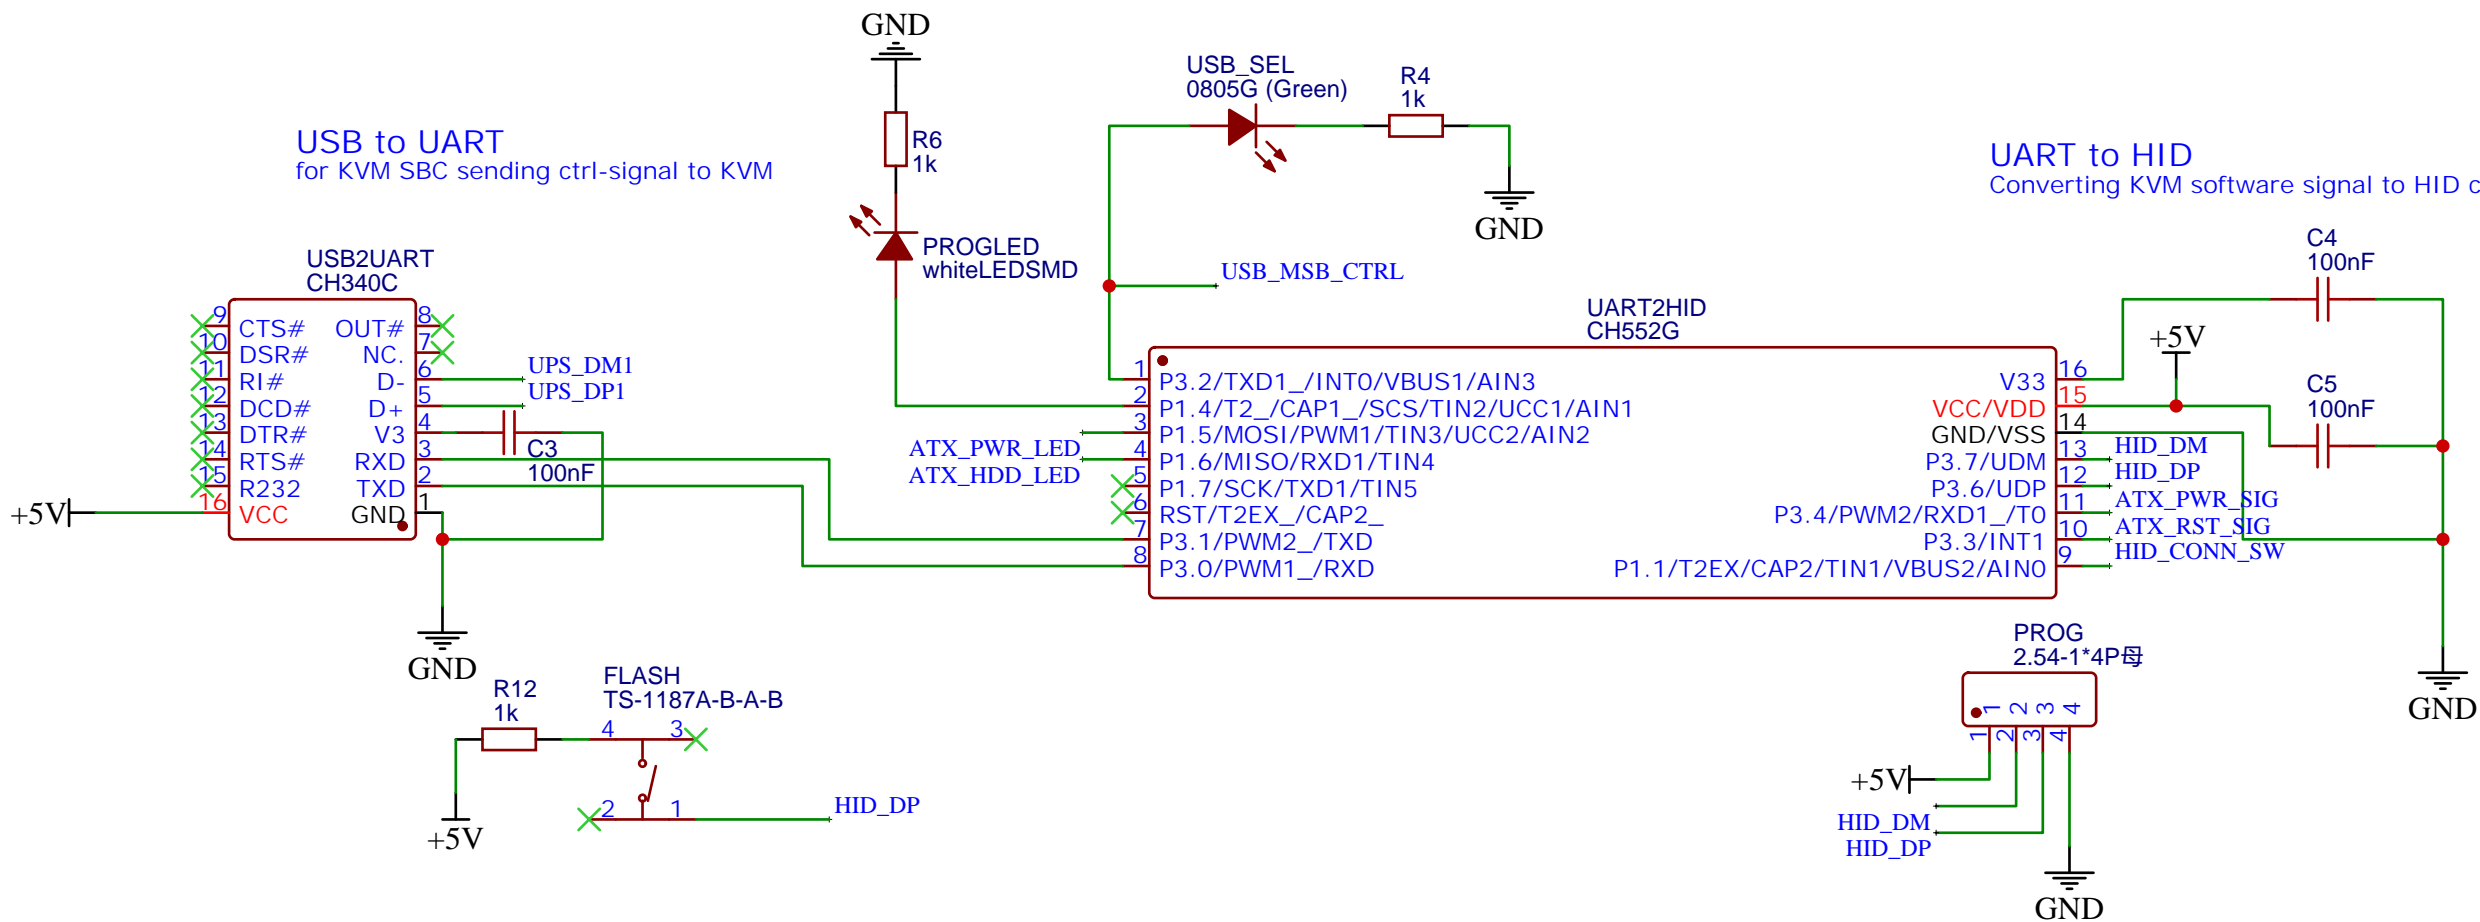 GND
R6
1k
PROGLED
whiteLEDSMD
USB_SEL
0805G (Green)
R4
1k
GND
USB_MSB_CTRL
USB to UART
for KVM SBC sending ctrl-signal to KVM
UART to HID
Converting KVM software signal to HID c
USB2UART
CH340C
9 CTS# OUT# 8
10 DSR# NC. 7
11 RI# D- 6 UPS_DM1
12 DCD# D+ 5 UPS_DP1
13 DTR# V3 4
14 RTS# RXD 3
15 R232 TXD 2
+5V 16 VCC GND 1
C3
100nF
GND
UART2HID
CH552G
1 P3.2/TXD1_/INT0/VBUS1/AIN3
2 P1.4/T2_/CAP1_/SCS/TIN2/UCC1/AIN1
3 P1.5/MOSI/PWM1/TIN3/UCC2/AIN2
ATX_PWR_LED
4 P1.6/MISO/RXD1/TIN4
ATX_HDD_LED
5 P1.7/SCK/TXD1/TIN5
6 RST/T2EX_/CAP2_
7 P3.1/PWM2_/TXD
8 P3.0/PWM1_/RXD
V33 16
VCC/VDD 15
GND/VSS 14
P3.7/UDM 13 HID_DM
P3.6/UDP 12 HID_DP
P3.4/PWM2/RXD1_/T0 11 ATX_PWR_SIG
P3.3/INT1 10 ATX_RST_SIG
P1.1/T2EX/CAP2/TIN1/VBUS2/AIN0 9 HID_CONN_SW
+5V
C4
100nF
C5
100nF
GND
R12
1k
+5V
FLASH
TS-1187A-B-A-B
4 3
2 1
HID_DP
PROG
2.54-1*4P母
1 2 3 4
1 2 3 4
+5V
HID_DM
HID_DP
GND